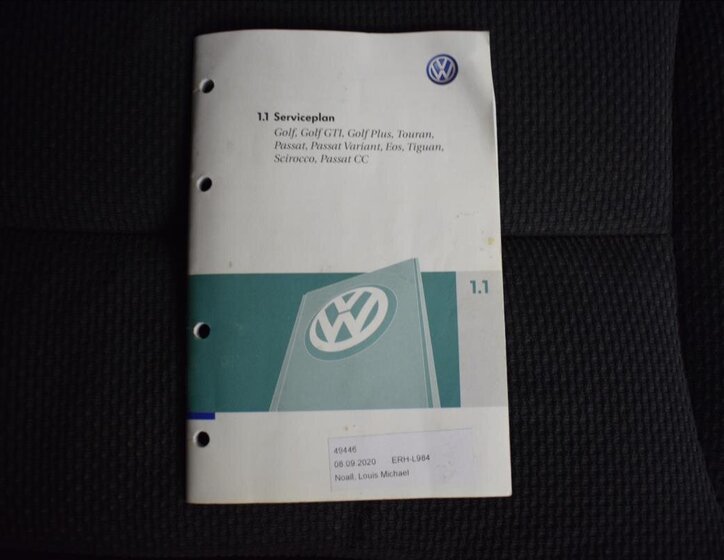 1.1 Serviceplan
Golf, Golf GTI, Golf Plus, Touran,
Passat, Passat Variant, Eos, Tiguan,
Scirocco, Passat CC
1.1
49446
08.09.2020 ERH-L984
Noall, Louis Michael